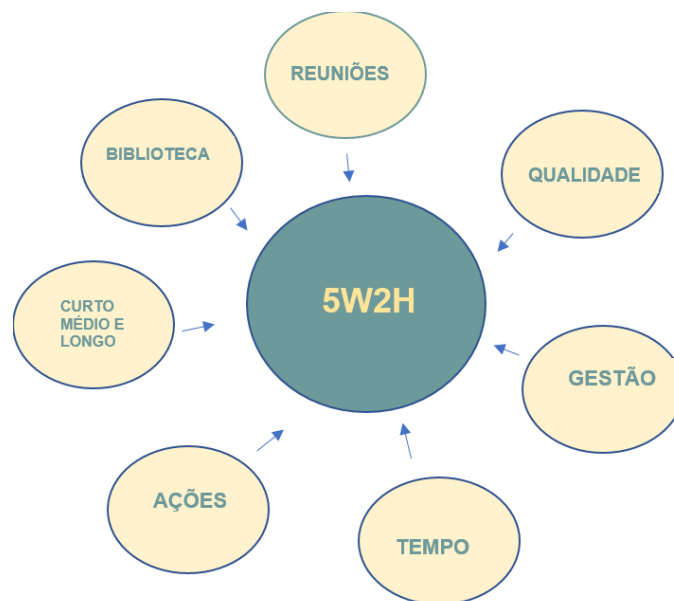 REUNIÕES
BIBLIOTECA
QUALIDADE
5W2H
CURTO
MÉDIO E
LONGO
GESTÃO
AÇÕES
TEMPO